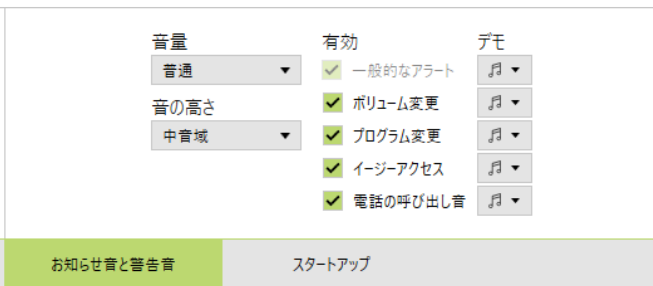 音量
普通
音の高さ
中音域
有効
一般的なアラート
ボリューム変更
プログラム変更
イージーアクセス
電話の呼び出し音
デモ
お知らせ音と警告音
スタートアップ